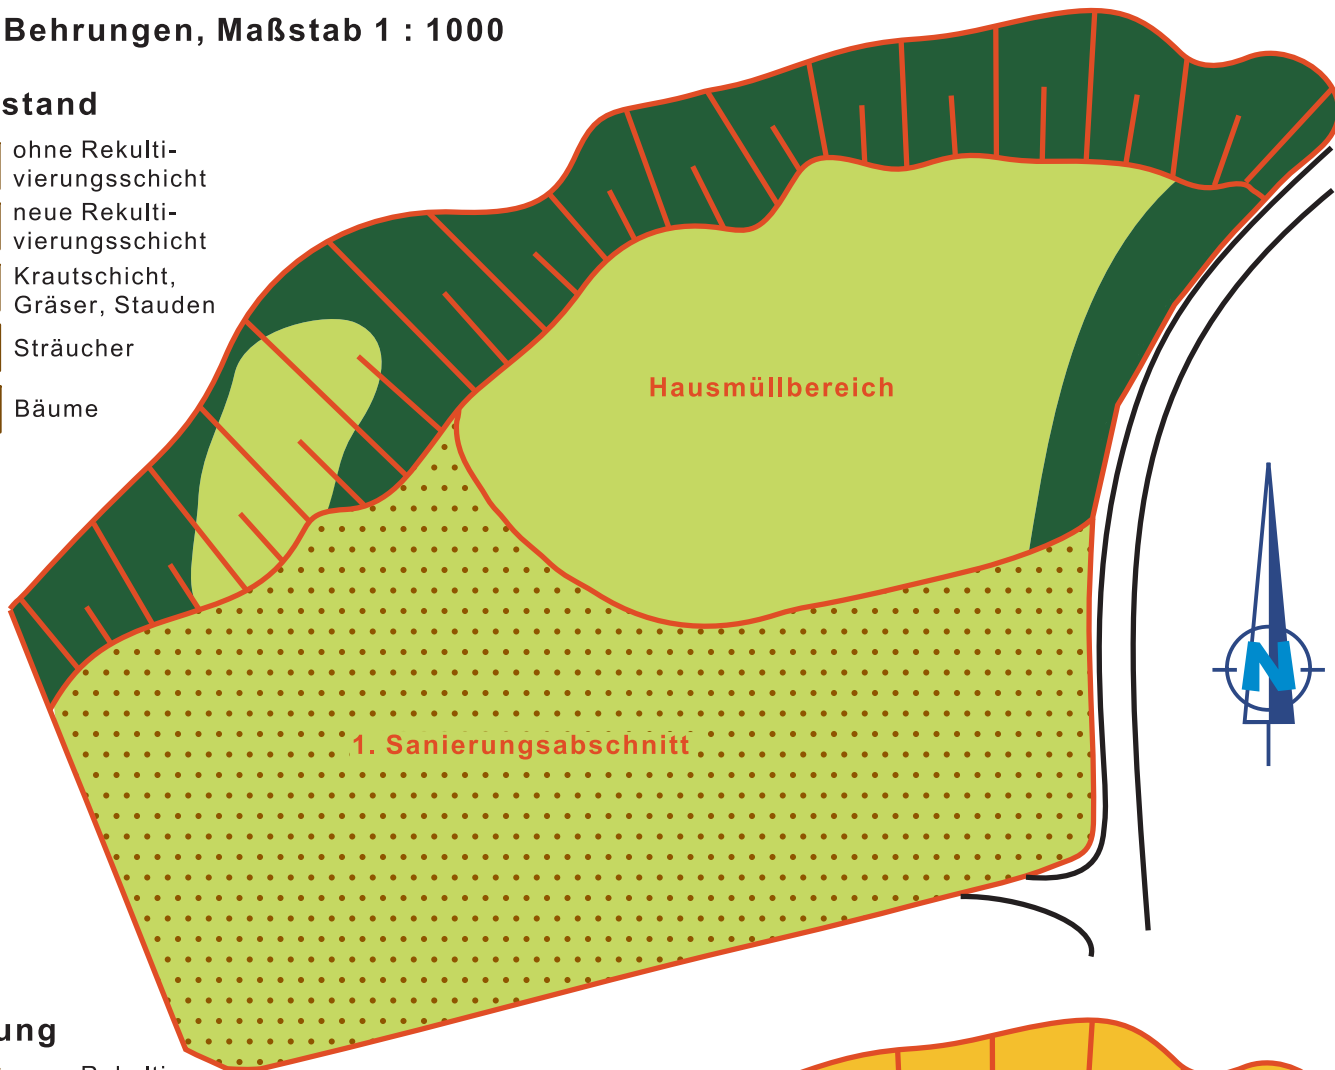 Behrungen, Maßstab 1 : 1000
stand
ohne Rekulti-
vierungsschicht
neue Rekulti-
vierungsschicht
Krautschicht,
Gräser, Stauden
Sträucher
Bäume
Hausmüllbereich
N
1. Sanierungsabschnitt
ung